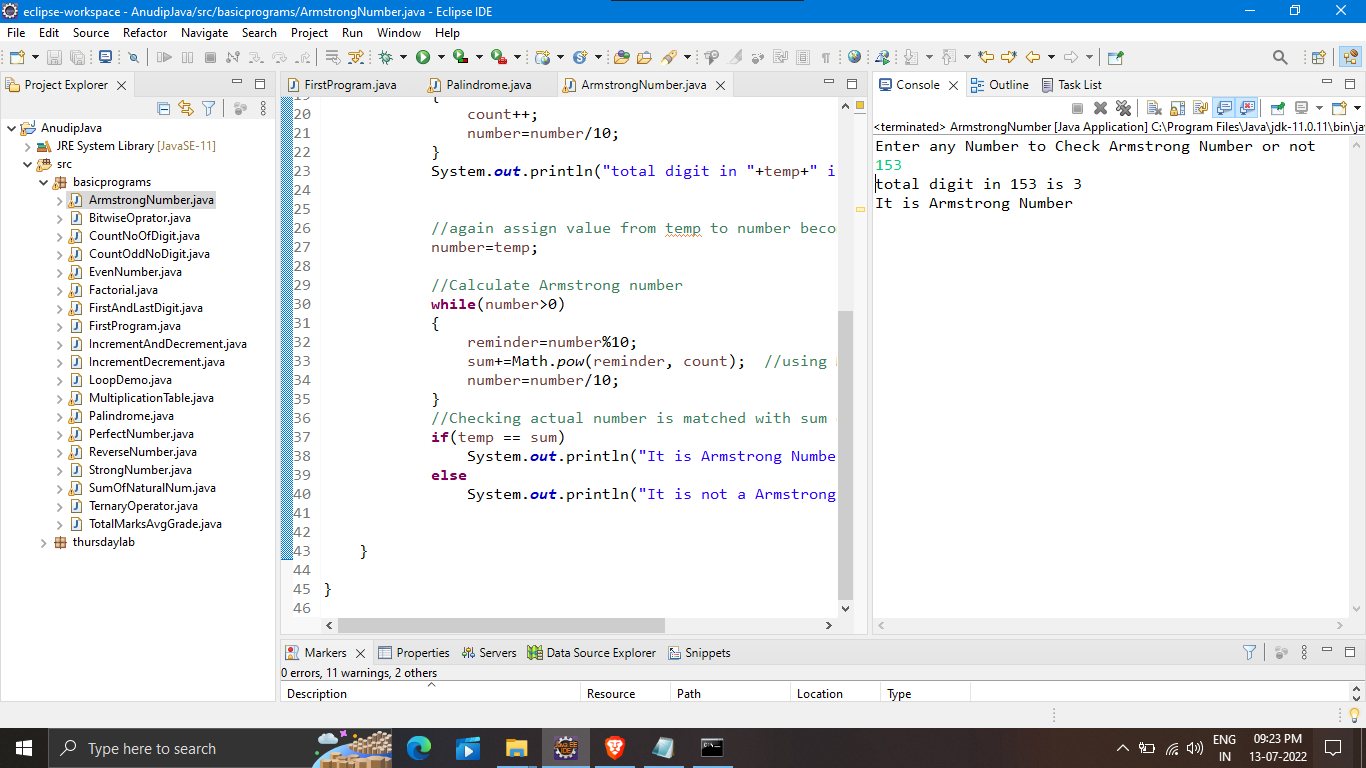 eclipse-workspace - AnudipJava/src/basicprograms/ArmstrongNumber.java - Eclipse IDE
File Edit Source Refactor Navigate Search Project Run Window Help
Project Explorer
AnudipJava
JRE System Library [JavaSE-11]
src
basicprograms
ArmstrongNumber.java
BitwiseOprator.java
CountNoOfDigit.java
CountOddNoDigit.java
EvenNumber.java
Factorial.java
FirstAndLastDigit.java
FirstProgram.java
IncrementAndDecrement.java
IncrementDecrement.java
LoopDemo.java
MultiplicationTable.java
Palindrome.java
PerfectNumber.java
ReverseNumber.java
StrongNumber.java
SumOfNaturalNum.java
TernaryOperator.java
TotalMarksAvgGrade.java
thursdaylab
FirstProgram.java Palindrome.java ArmstrongNumber.java
19 {
20 count++;
21 number=number/10;
22 }
23 System.out.println("total digit in "+temp+" i
24
25
26 //again assign value from temp to number beco
27 number=temp;
28
29 //Calculate Armstrong number
30 while(number>0)
31 {
32 reminder=number%10;
33 sum+=Math.pow(reminder, count); //using
34 number=number/10;
35 }
36 //Checking actual number is matched with sum
37 if(temp == sum)
38 System.out.println("It is Armstrong Numbe
39 else
40 System.out.println("It is not a Armstrong
41
42
43 }
44
45 }
46
Console Outline Task List
<terminated> ArmstrongNumber [Java Application] C:\Program Files\Java\jdk-11.0.11\bin\jav
Enter any Number to Check Armstrong Number or not
153
total digit in 153 is 3
It is Armstrong Number
Markers Properties Servers Data Source Explorer Snippets
0 errors, 11 warnings, 2 others
Description Resource Path Location Type
Type here to search
ENG
IN
09:23 PM
13-07-2022